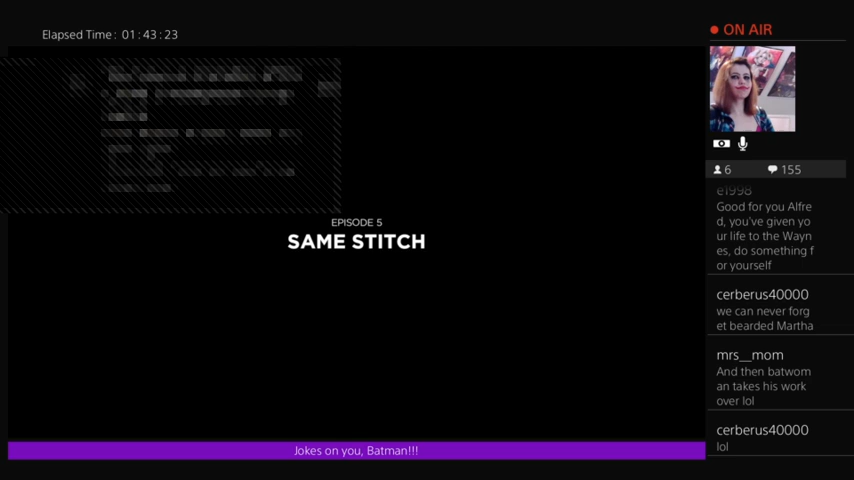 Elapsed Time: 01:43:23
ON AIR
6 155
e1998
Good for you Alfre
d, you've given yo
ur life to the Wayn
es, do something f
or yourself
EPISODE 5
SAME STITCH
cerberus40000
we can never forg
et bearded Martha
mrs__mom
And then batwom
an takes his work
over lol
cerberus40000
lol
Jokes on you, Batman!!!